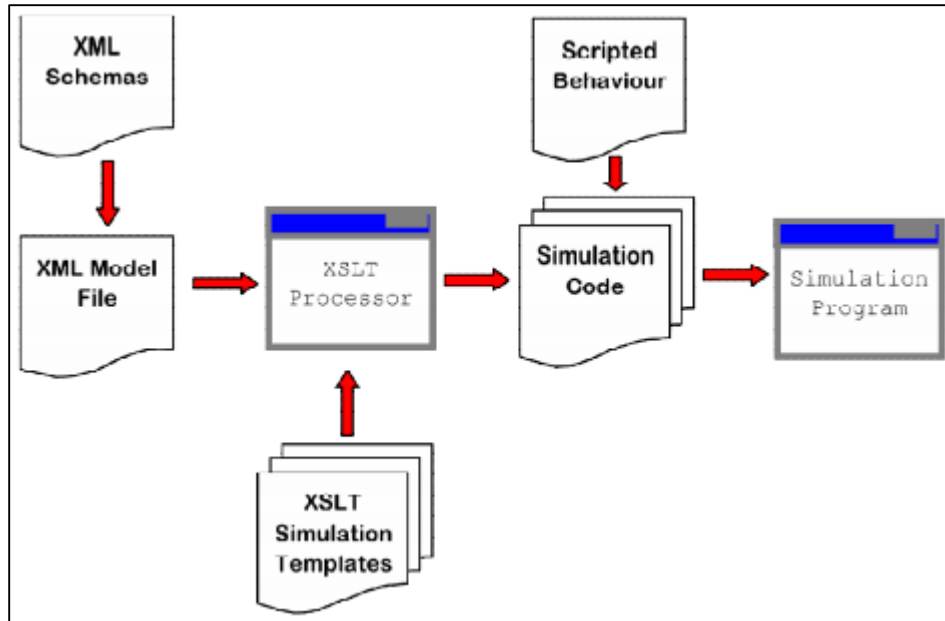 XML
Schemas
Scripted
Behaviour
XML Model
File
XSLT
Processor
Simulation
Code
Simulation
Program
XSLT
Simulation
Templates